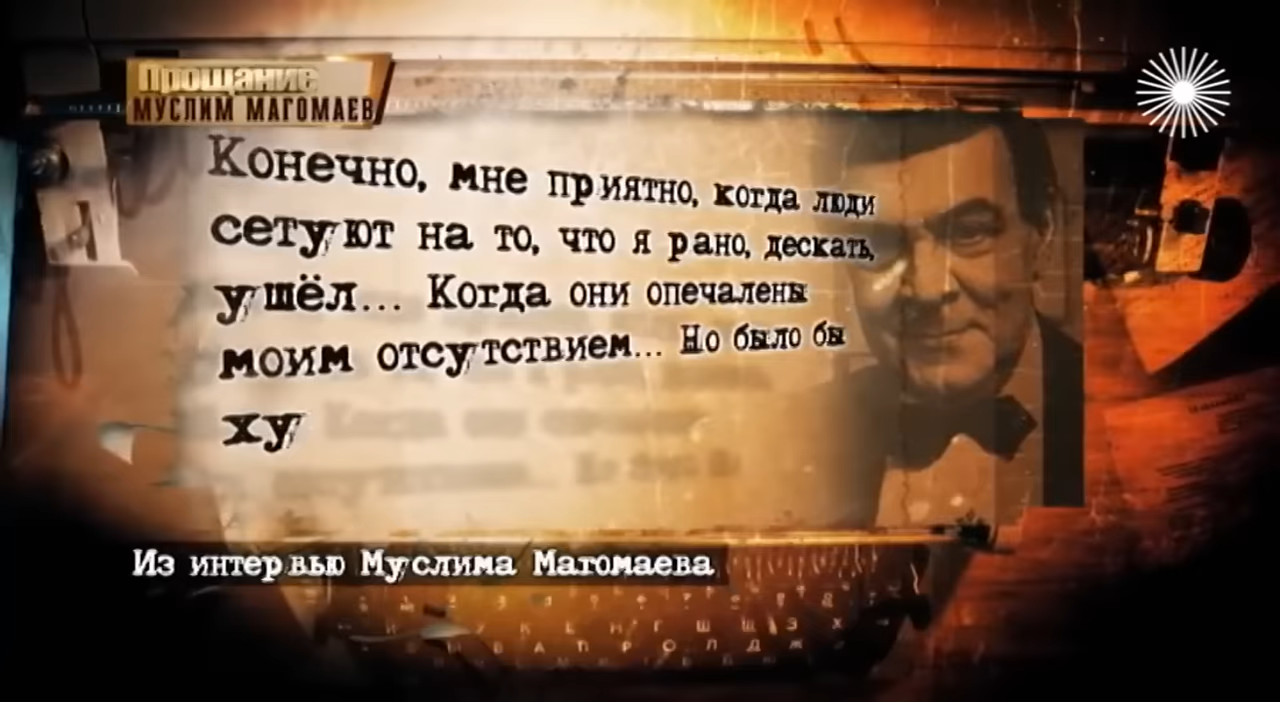 Прощание
МУСЛИМ МАГОМАЕВ
Конечно, мне приятно, когда люди
сетуют на то, что я рано, дескать,
ушёл... Когда они опечалены
моим отсутствием... Но было бы
ху
Из интервью Муслима Магомаева